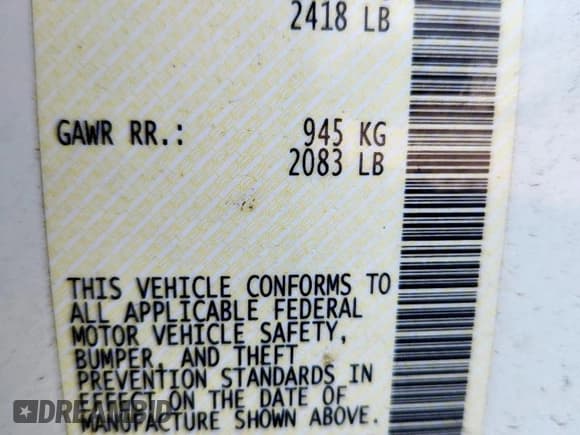 2418 LB
GAWR RR.: 945 KG
2083 LB
THIS VEHICLE CONFORMS TO
ALL APPLICABLE FEDERAL
MOTOR VEHICLE SAFETY,
BUMPER, AND THEFT
PREVENTION STANDARDS IN
EFFECT ON THE DATE OF
MANUFACTURE SHOWN ABOVE.
DREAMBID